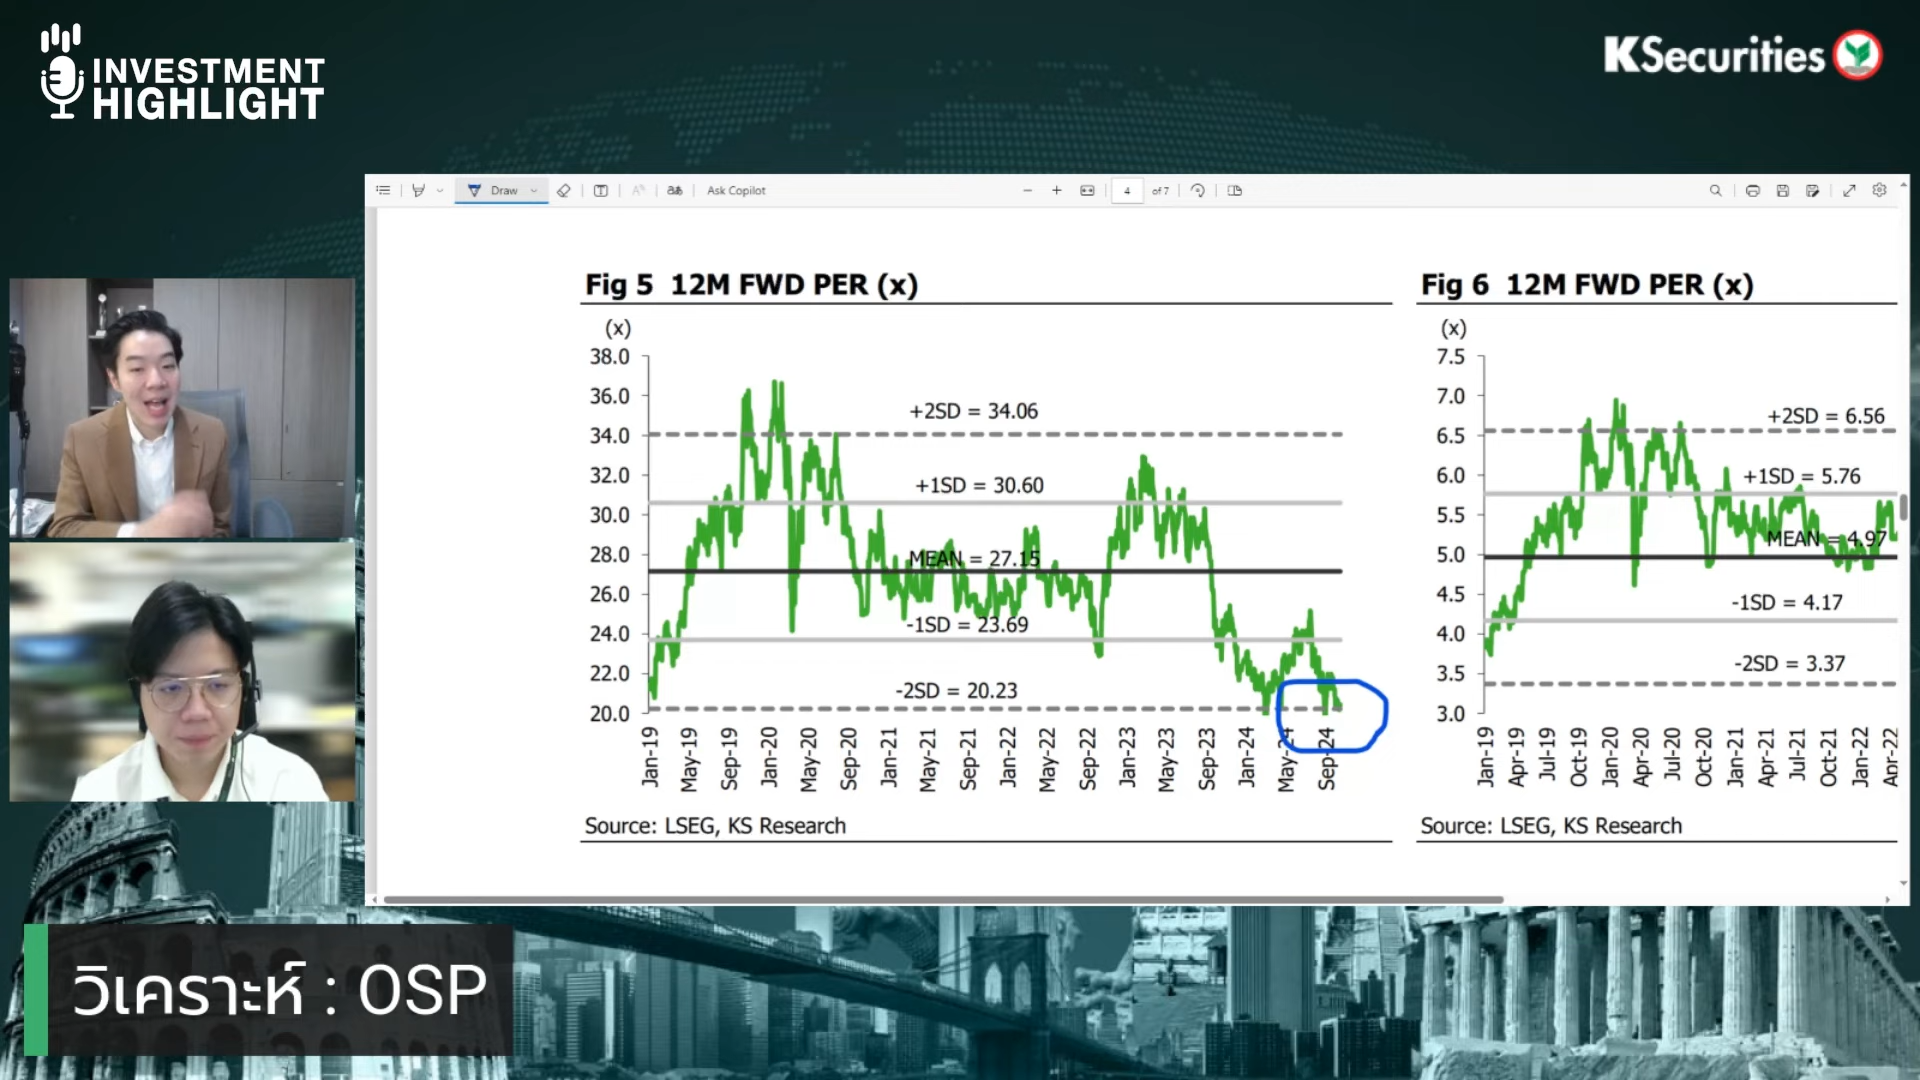 INVESTMENT
HIGHLIGHT
KSecurities
Draw
Ask Copilot
4 of 7
Fig 5 12M FWD PER (x)
(x)
38.0
36.0
34.0
32.0
30.0
28.0
26.0
24.0
22.0
20.0
+2SD = 34.06
+1SD = 30.60
MEAN = 27.15
-1SD = 23.69
-2SD = 20.23
Jan-19
May-19
Sep-19
Jan-20
May-20
Sep-20
Jan-21
May-21
Sep-21
Jan-22
May-22
Sep-22
Jan-23
May-23
Sep-23
Jan-24
May-24
Sep-24
Source: LSEG, KS Research
Fig 6 12M FWD PER (x)
(x)
7.5
7.0
6.5
6.0
5.5
5.0
4.5
4.0
3.5
3.0
+2SD = 6.56
+1SD = 5.76
MEAN = 4.97
-1SD = 4.17
-2SD = 3.37
Jan-19
Apr-19
Jul-19
Oct-19
Jan-20
Apr-20
Jul-20
Oct-20
Jan-21
Apr-21
Jul-21
Oct-21
Jan-22
Apr-22
Source: LSEG, KS Research
วิเคราะห์ : OSP